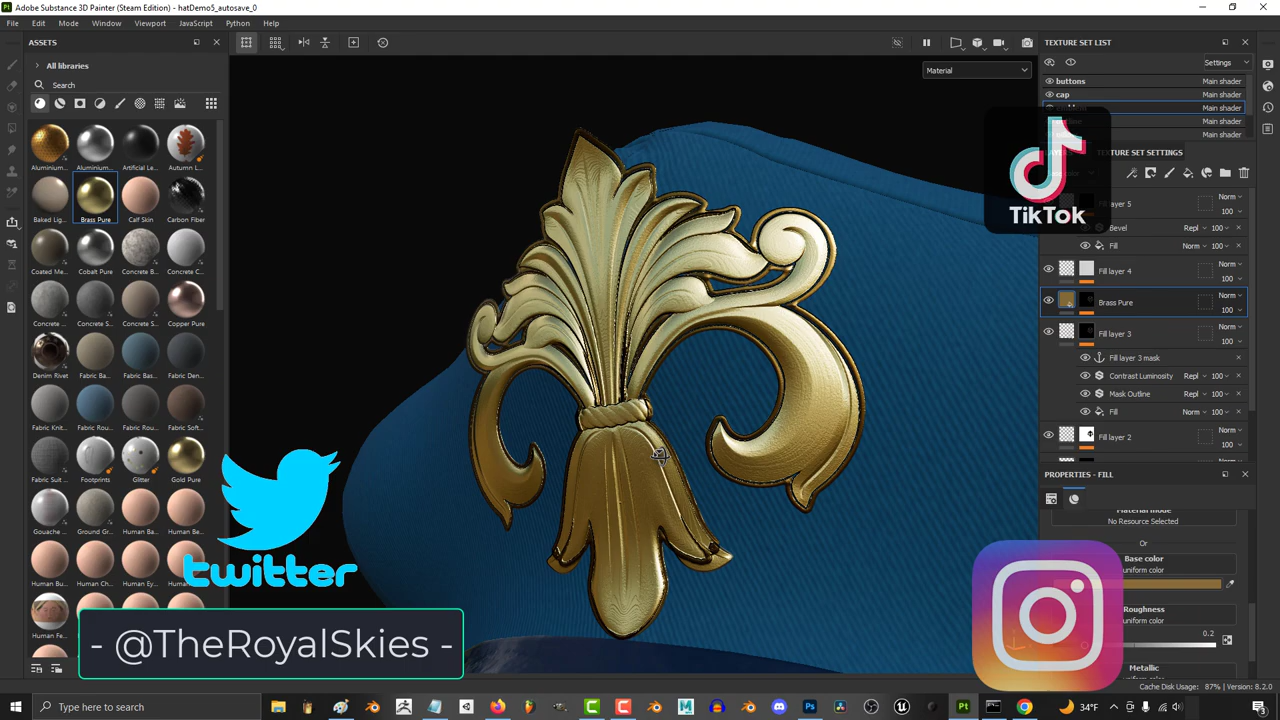 Adobe Substance 3D Painter (Steam Edition) - hatDemo5_autosave_0
File Edit Mode Window Viewport JavaScript Python Help
ASSETS
All libraries
Search
Aluminium... Aluminium... Artificial Le... Autumn L...
Baked Lig... Brass Pure Calf Skin Carbon Fiber
Coated Me... Cobalt Pure Concrete B... Concrete C...
Concrete ... Concrete S... Concrete S... Copper Pure
Denim Rivet Fabric Ba... Fabric Bas... Fabric Den...
Fabric Knit... Fabric Rou... Fabric Rou... Fabric Soft...
Fabric Suit ... Footprints Glitter Gold Pure
Gouache ... Ground Gr... Human Ba... Human Be...
Human Bu... Human Ch... Human Ey... Human Fe...
Human Fe...
Material
TEXTURE SET LIST
Settings
buttons Main shader
cap Main shader
Main shader
Main shader
Main shader
TEXTURE SET SETTINGS
Norm
Fill layer 5
100
Bevel Repl 100
Fill Norm 100
Norm
Fill layer 4
100
Norm
Brass Pure
100
Norm
Fill layer 3
100
Fill layer 3 mask
Contrast Luminosity Repl 100
Mask Outline Repl 100
Fill Norm 100
Norm
Fill layer 2
100
PROPERTIES - FILL
Material mode
No Resource Selected
Or
Base color
uniform color
Roughness
uniform color
0.2
Metallic
Cache Disk Usage: 87% | Version: 8.2.0
TikTok
twitter
- @TheRoyalSkies -
Type here to search
34°F